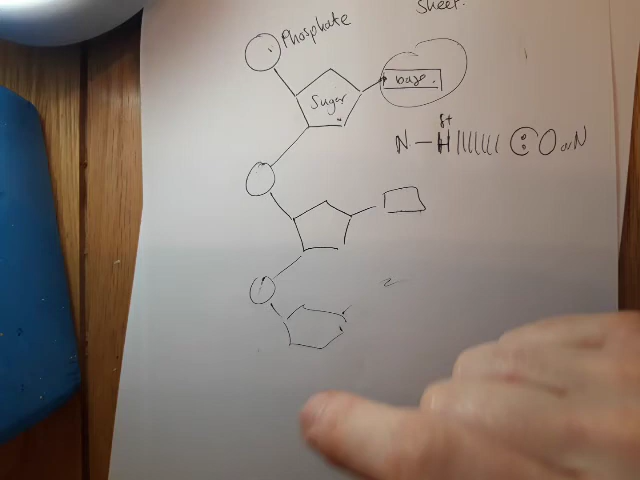 Sheet.
Phosphate
Sugar
base.
δ+
N – H ||||||| : O or N